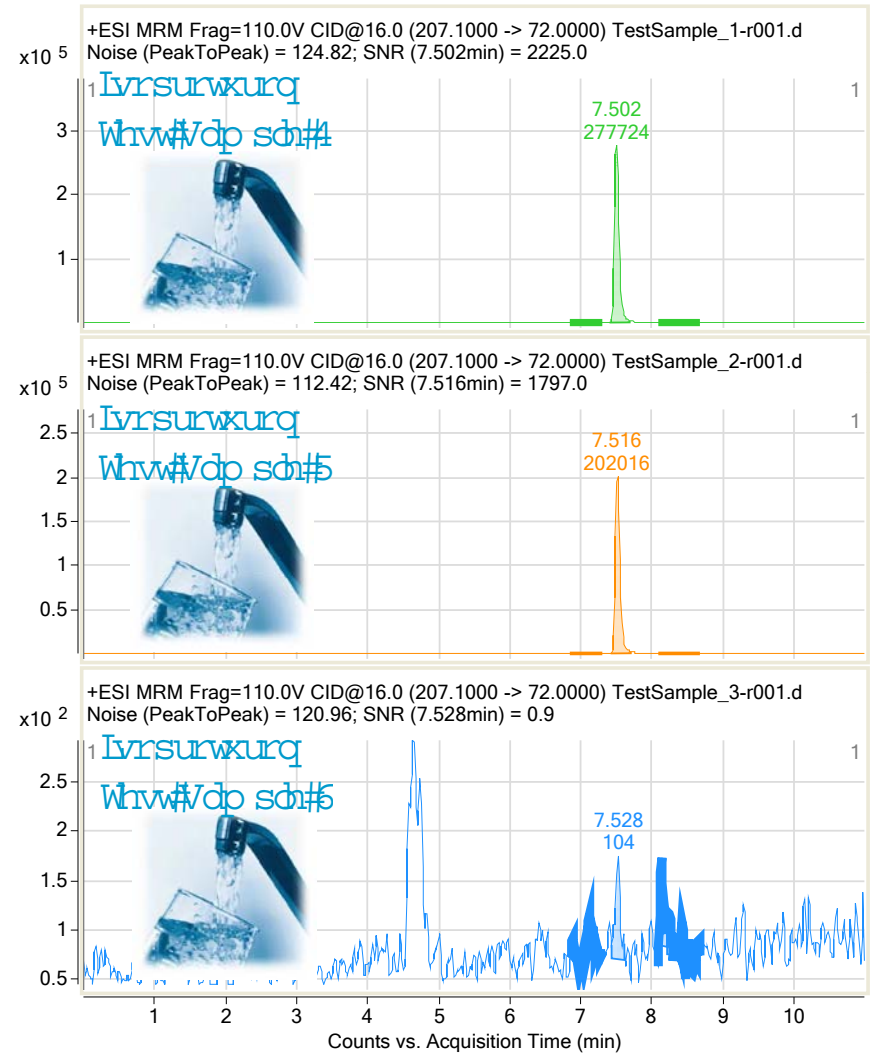 +ESI MRM Frag=110.0V CID@16.0 (207.1000 -> 72.0000) TestSample_1-r001.d
x10 5 Noise (PeakToPeak) = 124.82; SNR (7.502min) = 2225.0
1 Lvrsurwxurq 1
Whvw#Vdp soh#4
7.502
277724
3
2
1
+ESI MRM Frag=110.0V CID@16.0 (207.1000 -> 72.0000) TestSample_2-r001.d
x10 5 Noise (PeakToPeak) = 112.42; SNR (7.516min) = 1797.0
1 Lvrsurwxurq 1
Whvw#Vdp soh#5
7.516
202016
2.5
2
1.5
1
0.5
+ESI MRM Frag=110.0V CID@16.0 (207.1000 -> 72.0000) TestSample_3-r001.d
x10 2 Noise (PeakToPeak) = 120.96; SNR (7.528min) = 0.9
1 Lvrsurwxurq 1
Whvw#Vdp soh#6
7.528
104
2.5
2
1.5
1
0.5
1 2 3 4 5 6 7 8 9 10
Counts vs. Acquisition Time (min)